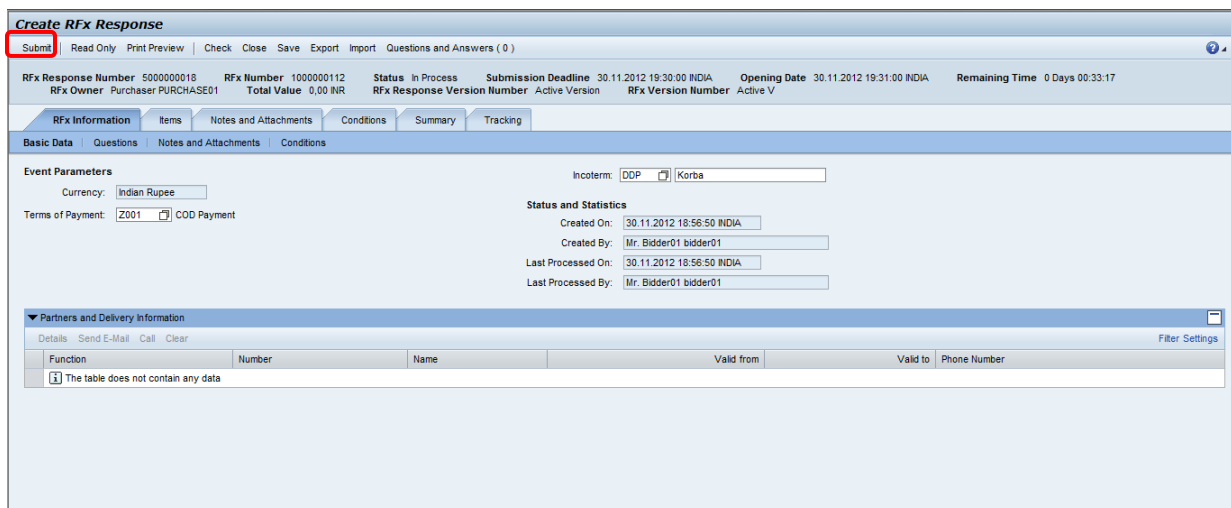 Create RFx Response
Submit Read Only Print Preview Check Close Save Export Import Questions and Answers ( 0 )
RFx Response Number 5000000018 RFx Number 1000000112 Status In Process Submission Deadline 30.11.2012 19:30:00 INDIA Opening Date 30.11.2012 19:31:00 INDIA Remaining Time 0 Days 00:33:17
RFx Owner Purchaser PURCHASE01 Total Value 0,00 INR RFx Response Version Number Active Version RFx Version Number Active V
RFx Information Items Notes and Attachments Conditions Summary Tracking
Basic Data Questions Notes and Attachments Conditions
Event Parameters
Currency: Indian Rupee
Terms of Payment: Z001 COD Payment
Incoterm: DDP Korba
Status and Statistics
Created On: 30.11.2012 18:56:50 INDIA
Created By: Mr. Bidder01 bidder01
Last Processed On: 30.11.2012 18:56:50 INDIA
Last Processed By: Mr. Bidder01 bidder01
Partners and Delivery Information
Details Send E-Mail Call Clear Filter Settings
Function Number Name Valid from Valid to Phone Number
The table does not contain any data